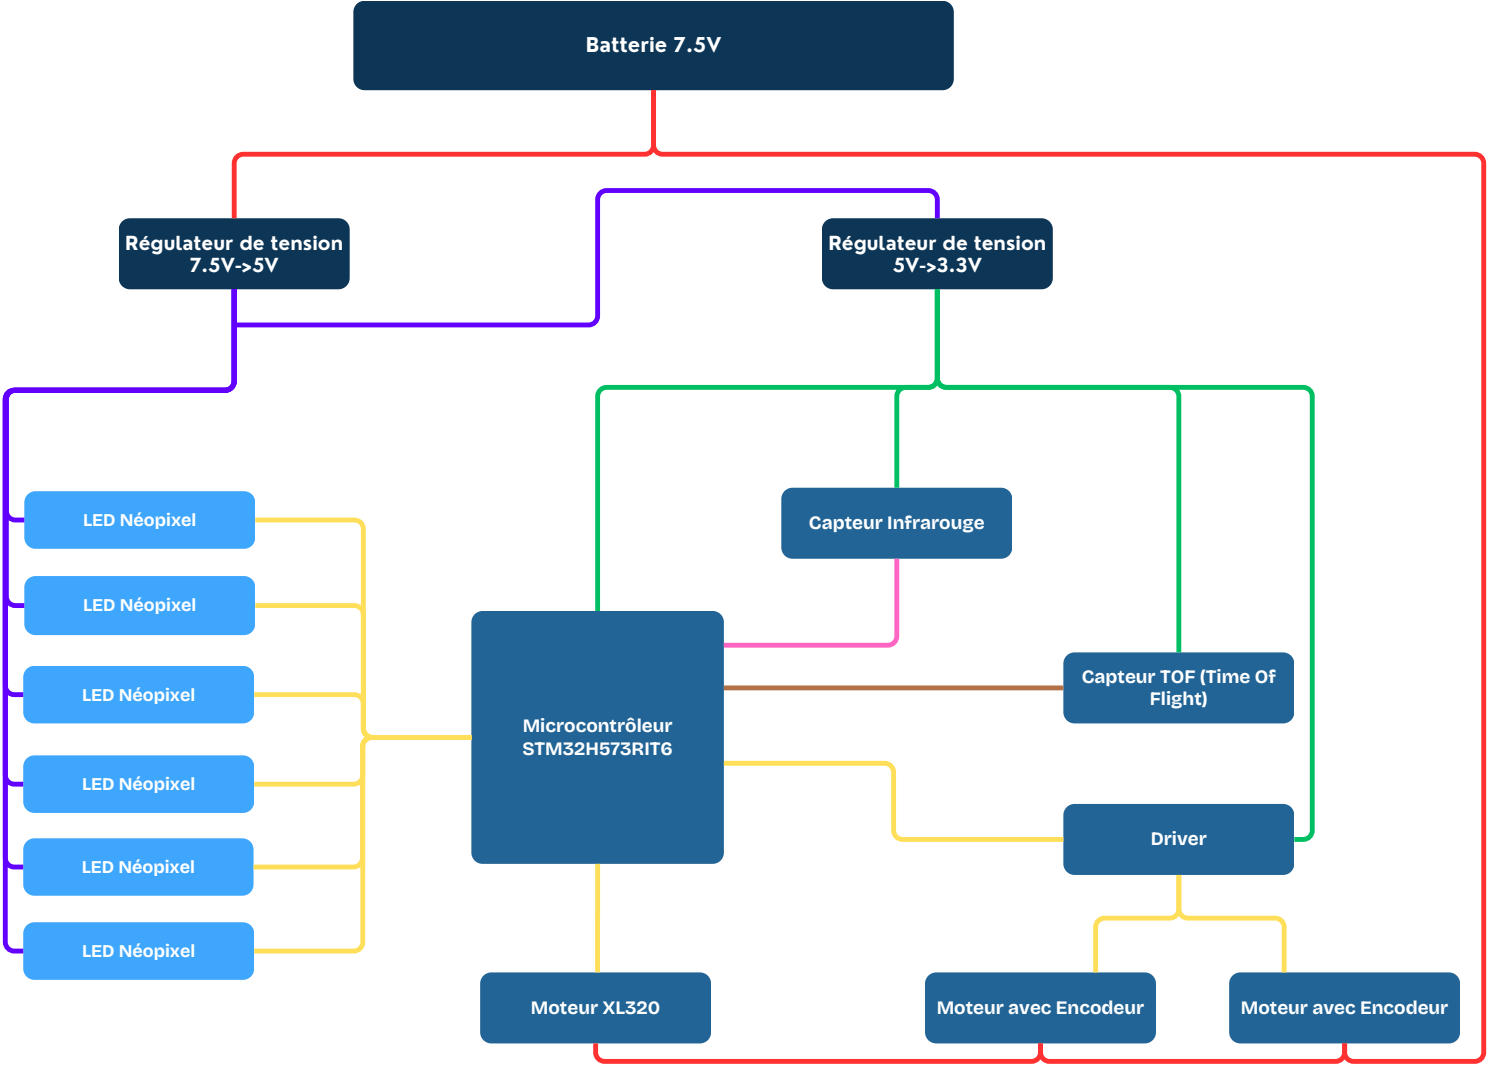 Batterie 7.5V
Régulateur de tension
7.5V->5V
Régulateur de tension
5V->3.3V
LED Néopixel
Capteur Infrarouge
LED Néopixel
LED Néopixel
Capteur TOF (Time Of
Flight)
Microcontrôleur
STM32H573RIT6
LED Néopixel
Driver
LED Néopixel
LED Néopixel
Moteur XL320
Moteur avec Encodeur
Moteur avec Encodeur